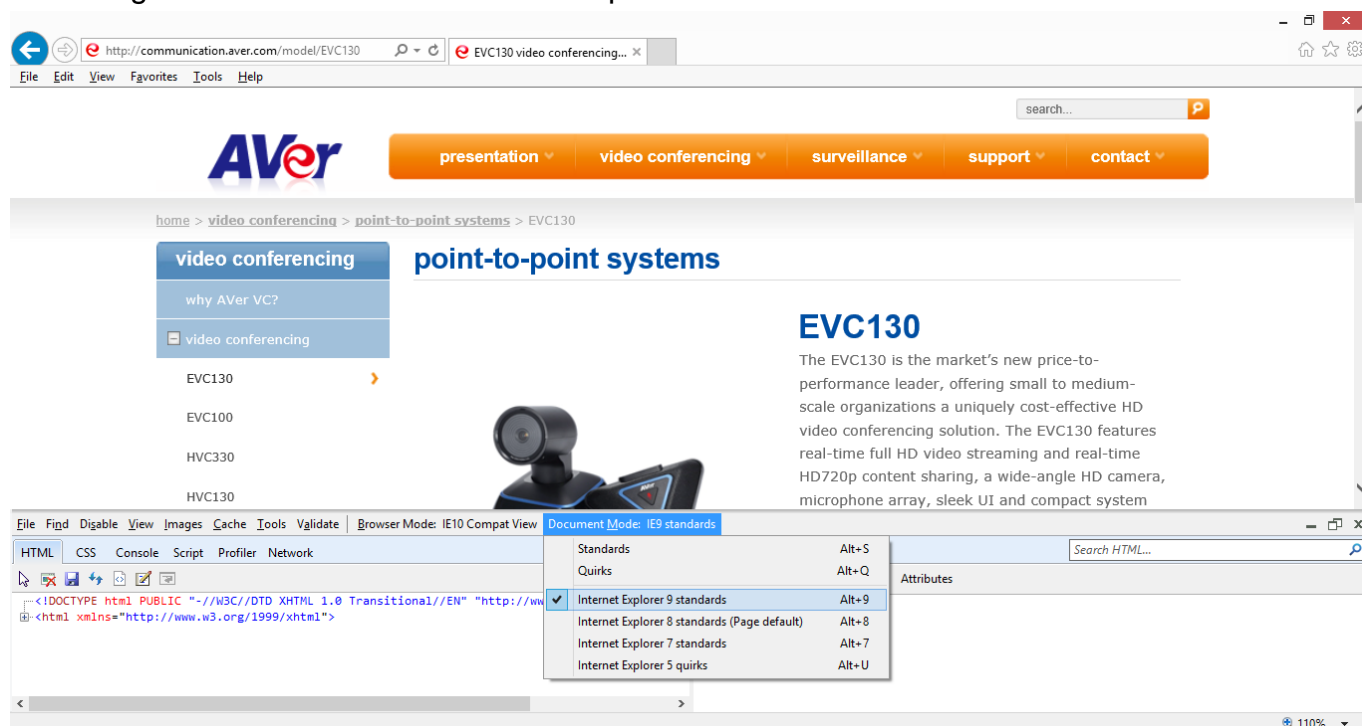 http://communication.aver.com/model/EVC130
EVC130 video conferencing...
File Edit View Favorites Tools Help
search...
AVer
presentation video conferencing surveillance support contact
home > video conferencing > point-to-point systems > EVC130
video conferencing
why AVer VC?
video conferencing
EVC130
EVC100
HVC330
HVC130
point-to-point systems
EVC130
The EVC130 is the market's new price-to-
performance leader, offering small to medium-
scale organizations a uniquely cost-effective HD
video conferencing solution. The EVC130 features
real-time full HD video streaming and real-time
HD720p content sharing, a wide-angle HD camera,
microphone array, sleek UI and compact system
File Find Disable View Images Cache Tools Validate Browser Mode: IE10 Compat View Document Mode: IE9 standards
HTML CSS Console Script Profiler Network
Search HTML...
Attributes
<!DOCTYPE html PUBLIC "-//W3C//DTD XHTML 1.0 Transitional//EN" "http://ww
<html xmlns="http://www.w3.org/1999/xhtml">
Standards Alt+S
Quirks Alt+Q
Internet Explorer 9 standards Alt+9
Internet Explorer 8 standards (Page default) Alt+8
Internet Explorer 7 standards Alt+7
Internet Explorer 5 quirks Alt+U
110%